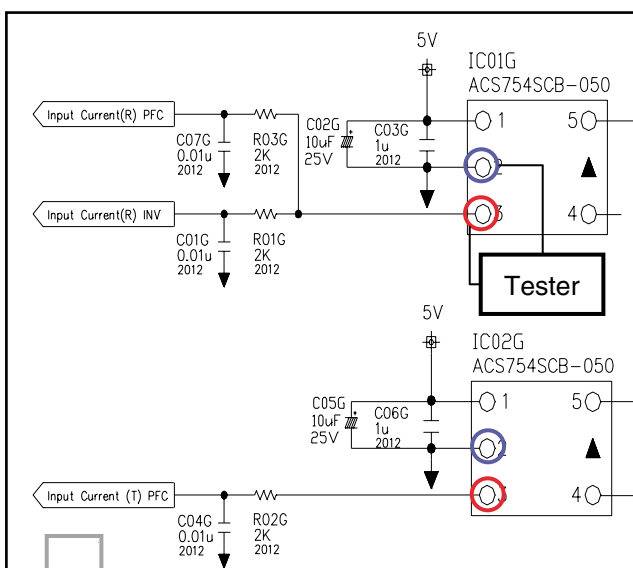 5V
IC01G
ACS754SCB-050
Input Current(R) PFC
C07G
0.01u
2012
R03G
2K
2012
C02G
10uF
25V
C03G
1u
2012
1
5
2
3
4
Input Current(R) INV
C01G
0.01u
2012
R01G
2K
2012
Tester
5V
IC02G
ACS754SCB-050
C05G
10uF
25V
C06G
1u
2012
1
5
2
3
4
Input Current (T) PFC
C04G
0.01u
2012
R02G
2K
2012